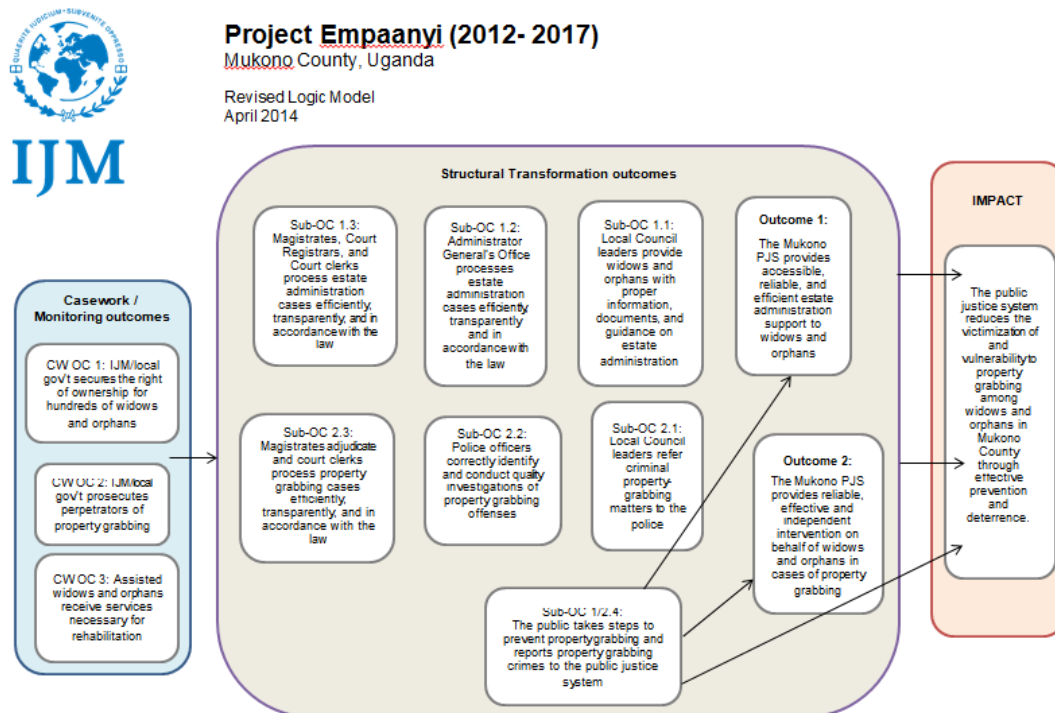 QUAERITE JUDICIUM · SUBVENITE OPPRESSO
IJM
Project Empaanyi (2012- 2017)
Mukono County, Uganda
Revised Logic Model
April 2014
Casework /
Monitoring outcomes
CW OC 1: IJM/local
gov't secures the right
of ownership for
hundreds of widows
and orphans
CW OC 2: IJM/local
gov't prosecutes
perpetrators of
property grabbing
CW OC 3: Assisted
widows and orphans
receive services
necessary for
rehabilitation
Structural Transformation outcomes
Sub-OC 1.3:
Magistrates, Court
Registrars, and
Court clerks
process estate
administration
cases efficiently,
transparently, and in
accordance with the
law
Sub-OC 1.2:
Administrator
General's Office
processes
estate
administration
cases efficiently,
transparently
and in
accordance with
the law
Sub-OC 1.1:
Local Council
leaders provide
widows and
orphans with
proper
information,
documents, and
guidance on
estate
administration
Outcome 1:
The Mukono
PJS provides
accessible,
reliable, and
efficient estate
administration
support to
widows and
orphans
Sub-OC 2.3:
Magistrates adjudicate
and court clerks
process property
grabbing cases
efficiently,
transparently, and in
accordance with the
law
Sub-OC 2.2:
Police officers
correctly identify
and conduct quality
investigations of
property grabbing
offenses
Sub-OC 2.1:
Local Council
leaders refer
criminal
property-
grabbing
matters to the
police
Outcome 2:
The Mukono PJS
provides reliable,
effective and
independent
intervention on
behalf of widows
and orphans in
cases of property
grabbing
Sub-OC 1/2.4:
The public takes steps to
prevent property grabbing and
reports property grabbing
crimes to the public justice
system
IMPACT
The public
justice system
reduces the
victimization of
and
vulnerability to
property
grabbing
among
widows and
orphans in
Mukono
County
through
effective
prevention
and
deterrence.